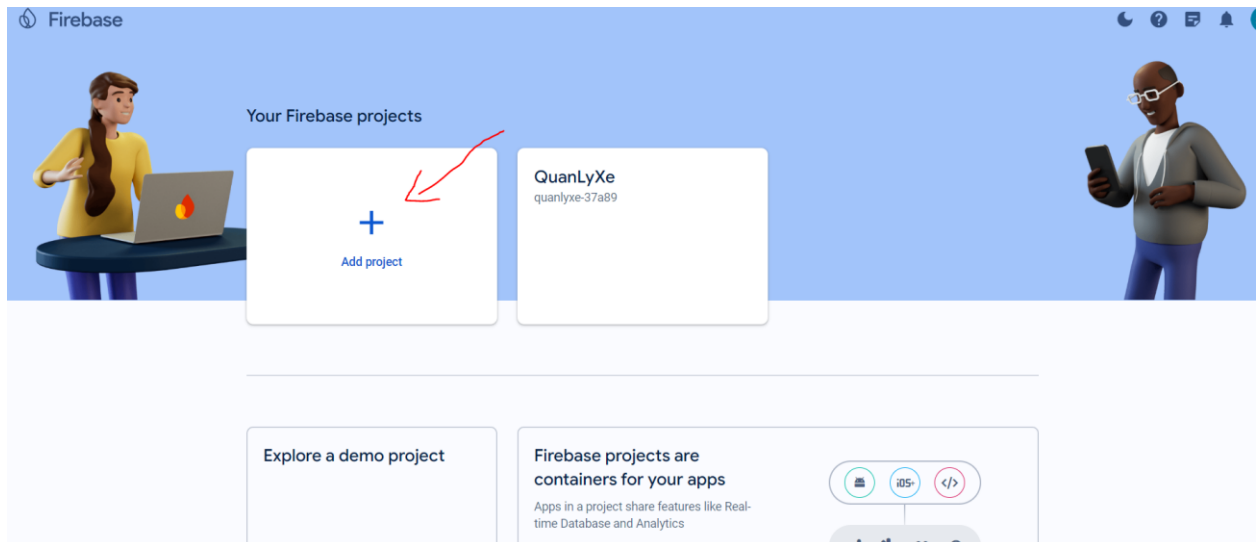 Firebase
Your Firebase projects
Add project
QuanLyXe
quanlyxe-37a89
Explore a demo project
Firebase projects are
containers for your apps
Apps in a project share features like Real-
time Database and Analytics
iOS+